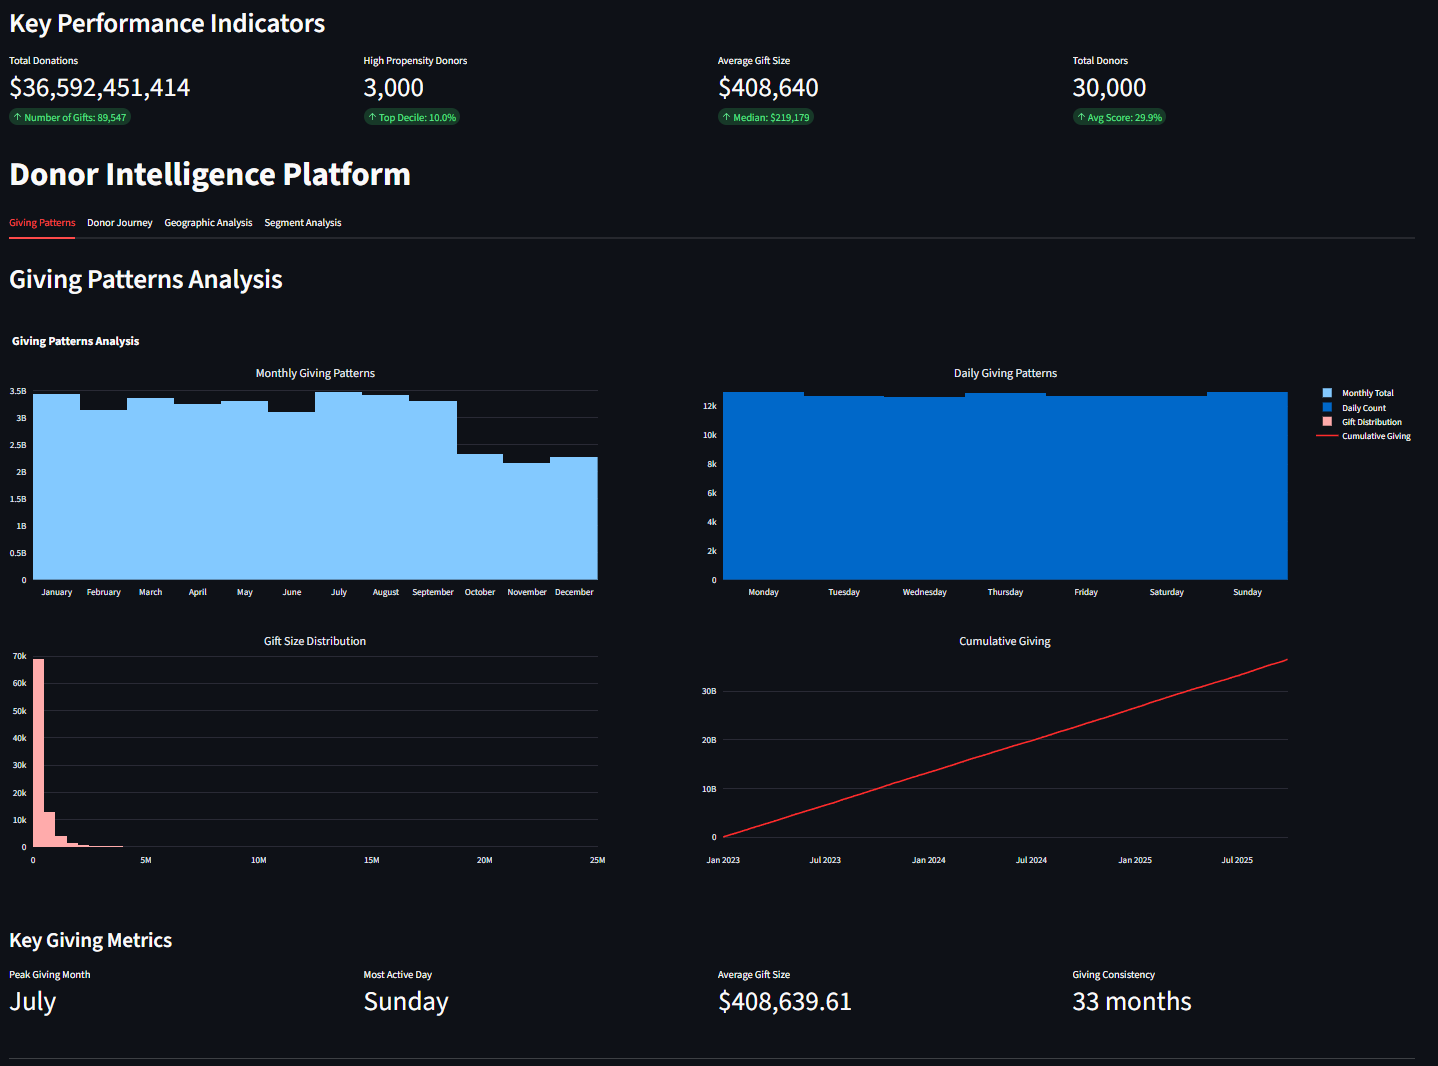 Key Performance Indicators
Total Donations
$36,592,451,414
↑ Number of Gifts: 89,547
High Propensity Donors
3,000
↑ Top Decile: 10.0%
Average Gift Size
$408,640
↑ Median: $219,179
Total Donors
30,000
↑ Avg Score: 29.9%
Donor Intelligence Platform
Giving Patterns Donor Journey Geographic Analysis Segment Analysis
Giving Patterns Analysis
Giving Patterns Analysis
Monthly Giving Patterns
3.5B
3B
2.5B
2B
1.5B
1B
0.5B
0
January February March April May June July August September October November December
Daily Giving Patterns
12k
10k
8k
6k
4k
2k
0
Monday Tuesday Wednesday Thursday Friday Saturday Sunday
Monthly Total
Daily Count
Gift Distribution
Cumulative Giving
Gift Size Distribution
70k
60k
50k
40k
30k
20k
10k
0
0 5M 10M 15M 20M 25M
Cumulative Giving
30B
20B
10B
0
Jan 2023 Jul 2023 Jan 2024 Jul 2024 Jan 2025 Jul 2025
Key Giving Metrics
Peak Giving Month
July
Most Active Day
Sunday
Average Gift Size
$408,639.61
Giving Consistency
33 months